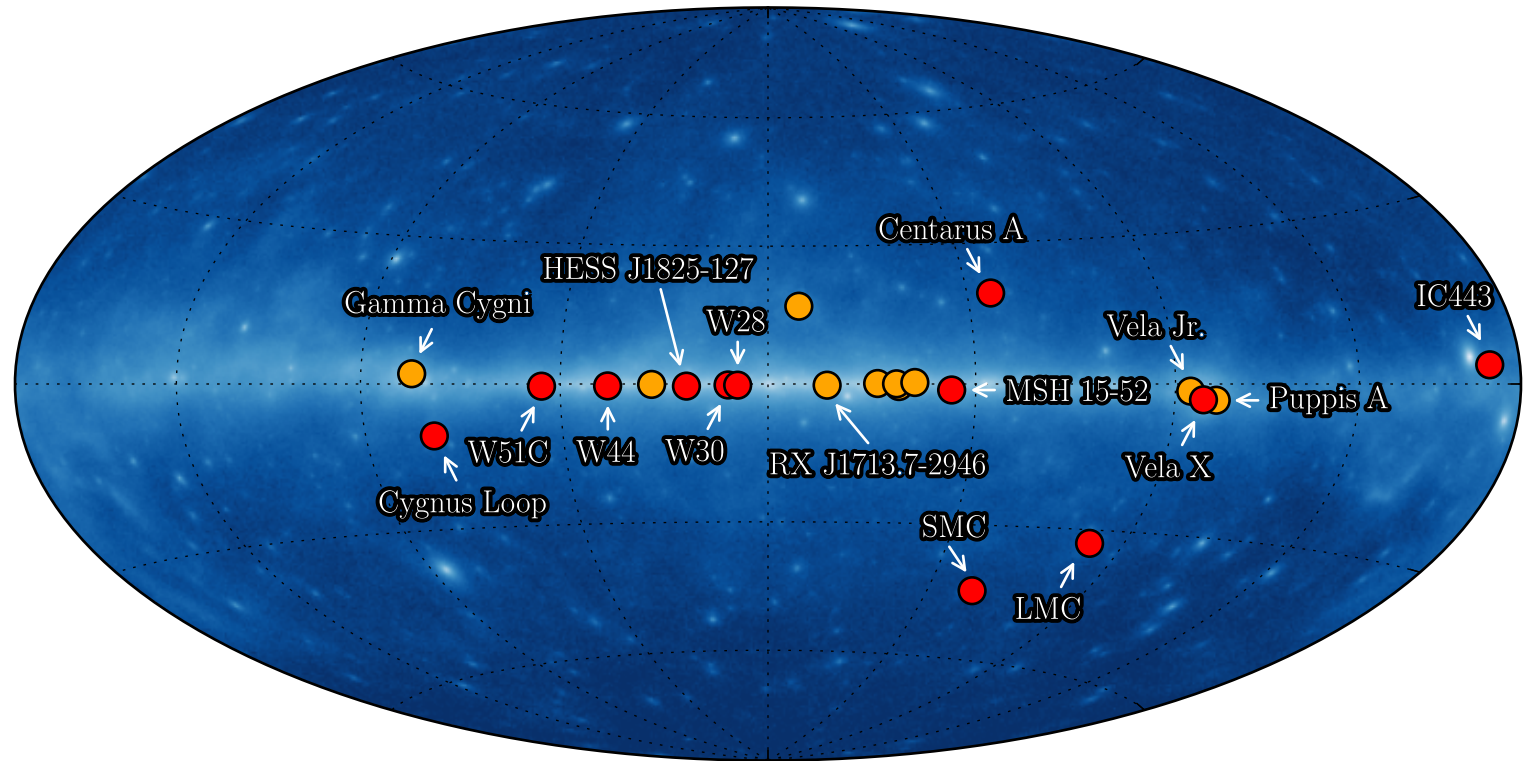 Centarus A
HESS J1825-127
IC443
Gamma Cygni
W28
Vela Jr.
MSH 15-52
Puppis A
W51C
W44
W30
RX J1713.7-2946
Vela X
Cygnus Loop
SMC
LMC